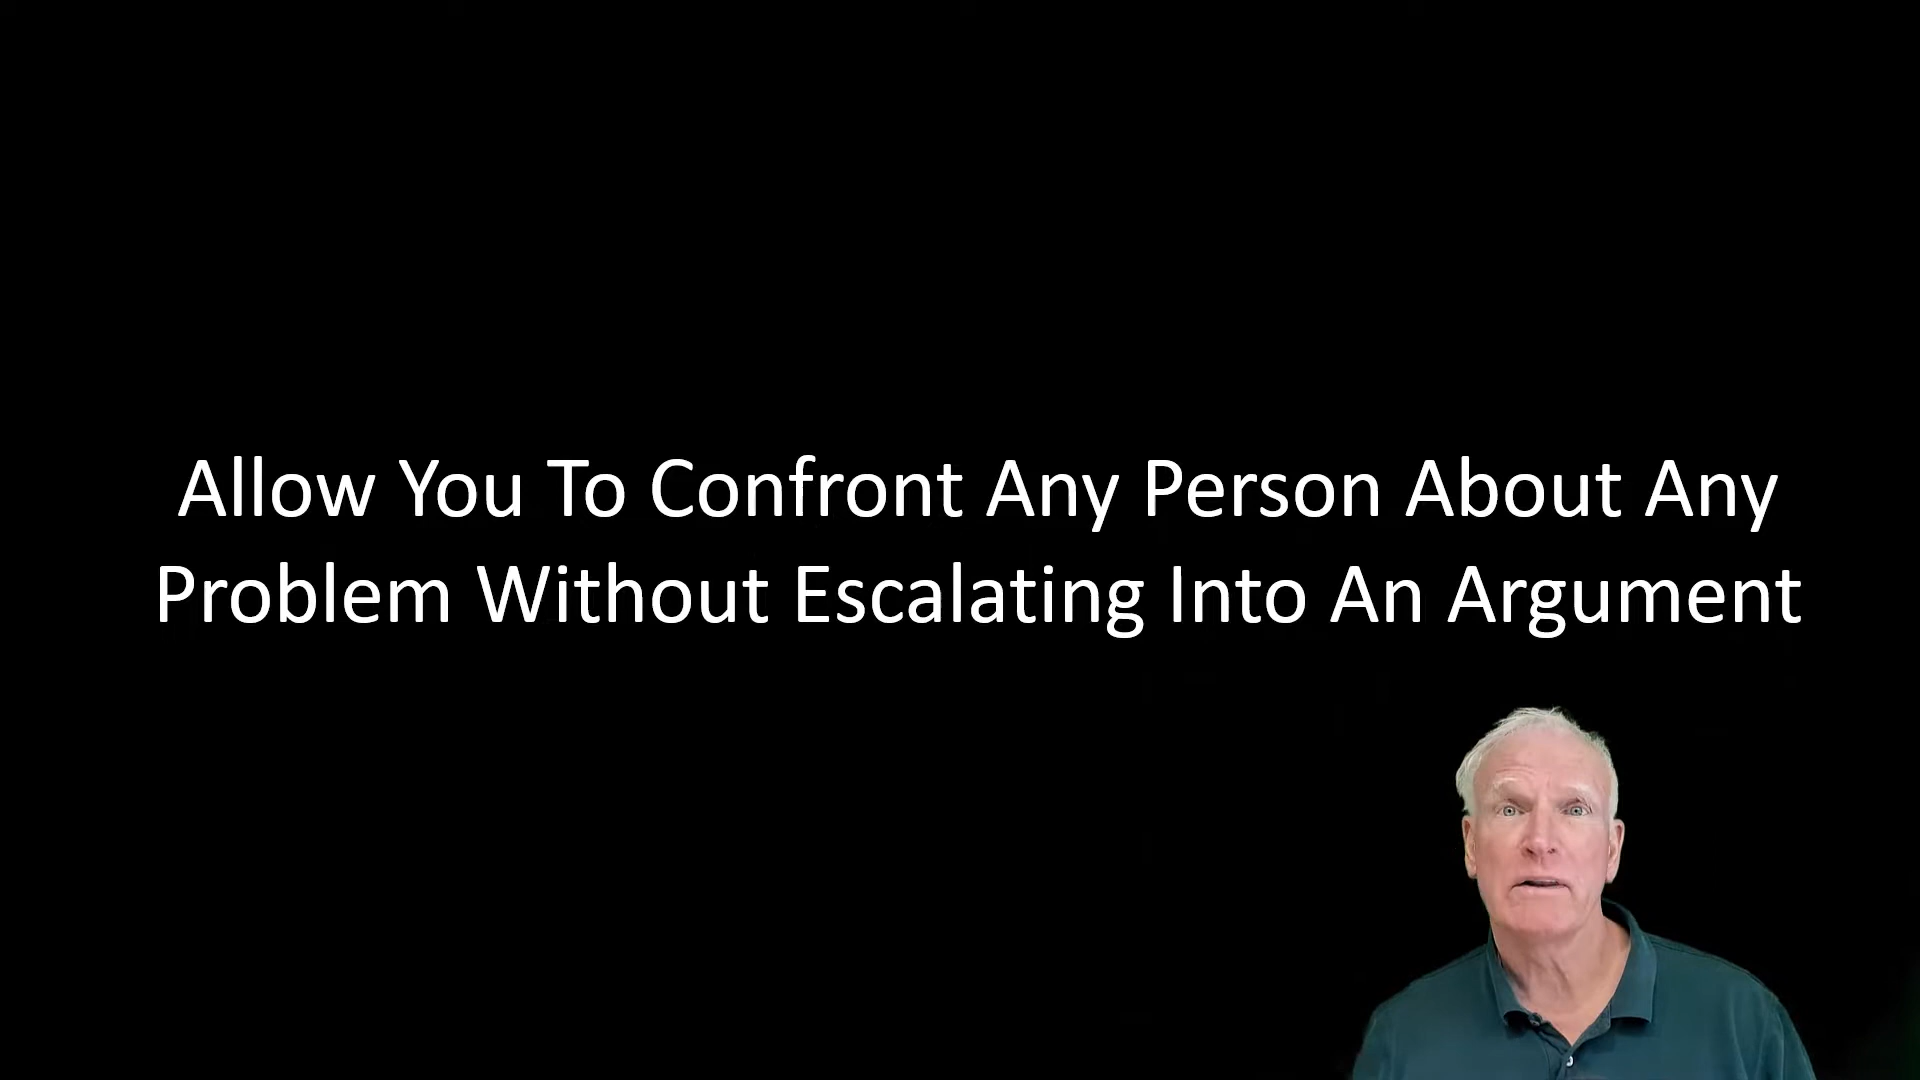 Allow You To Confront Any Person About Any
Problem Without Escalating Into An Argument